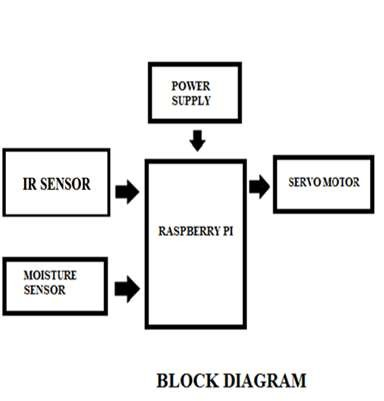 POWER
SUPPLY
IR SENSOR
SERVO MOTOR
RASPBERRY PI
MOISTURE
SENSOR
BLOCK DIAGRAM